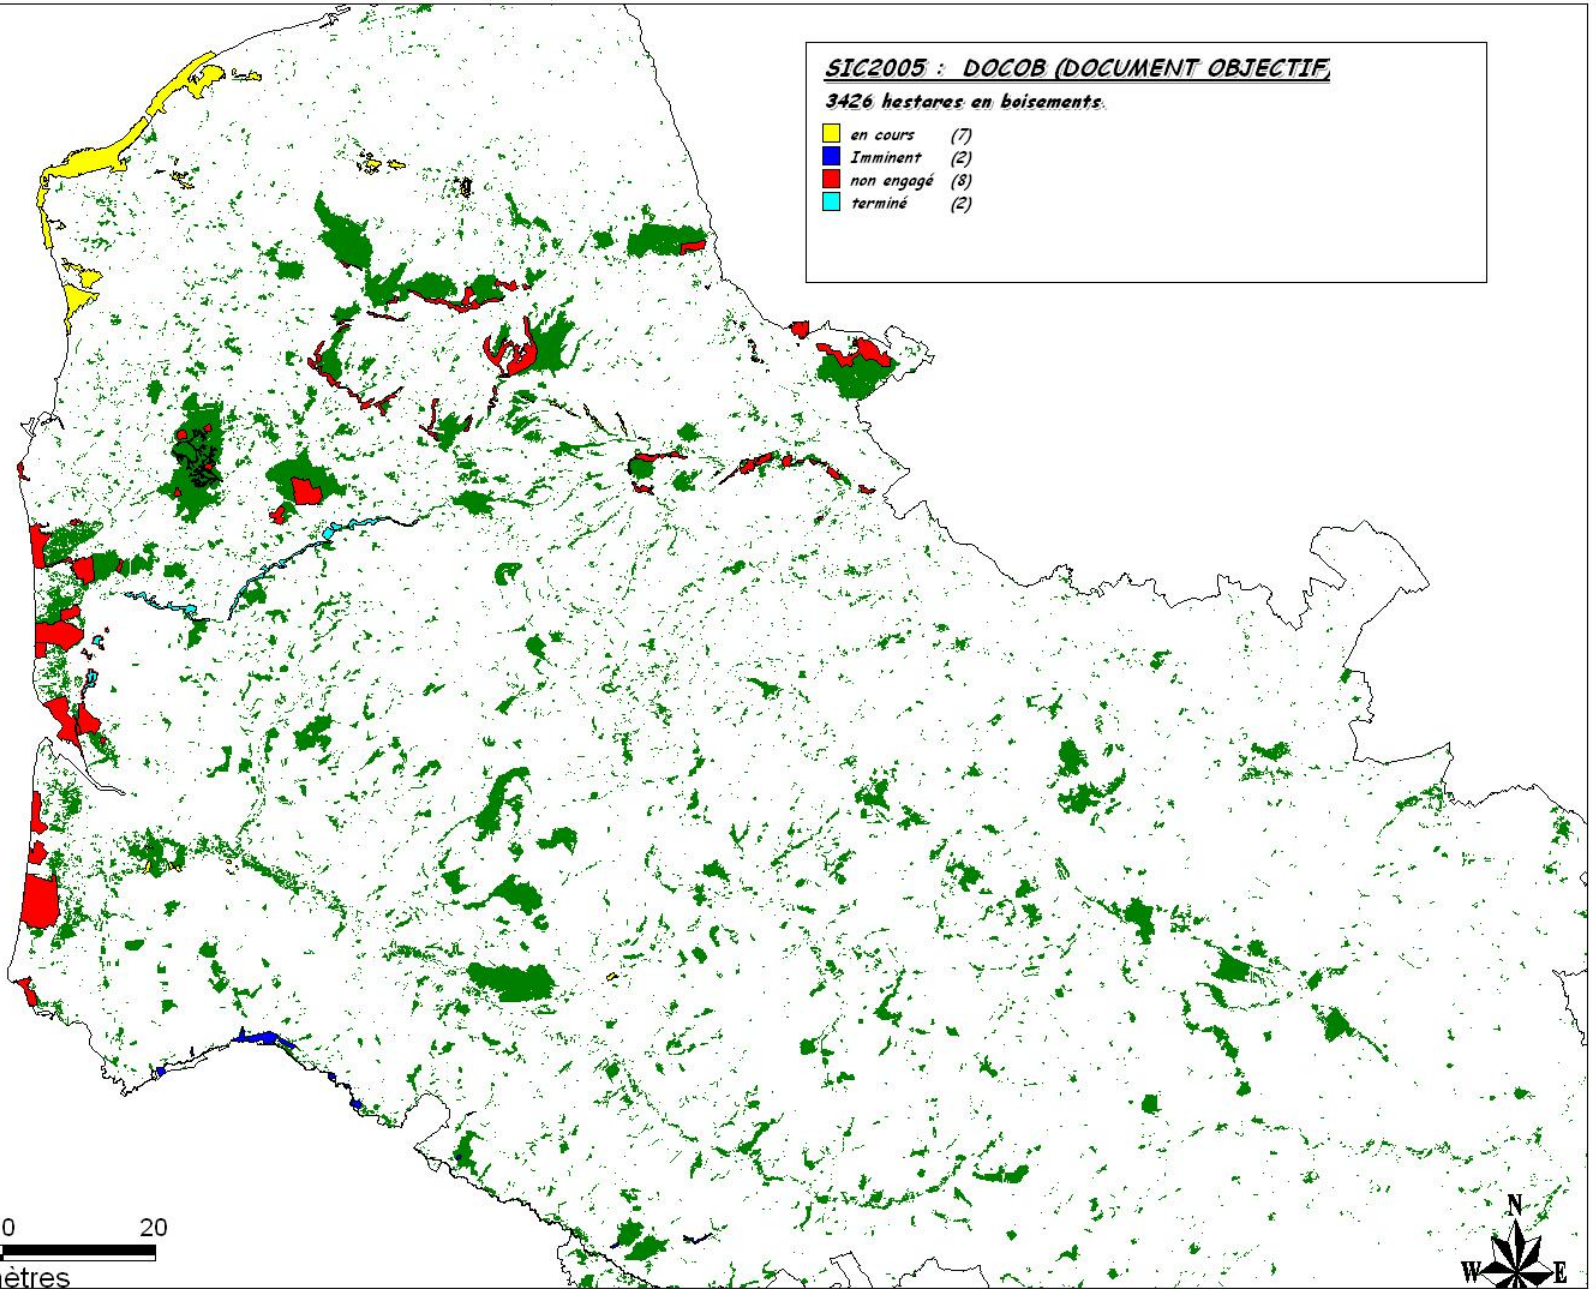 SIC2005 : DOCOB (DOCUMENT OBJECTIF)
3426 hestares en boisements.
en cours (7)
Imminent (2)
non engagé (8)
terminé (2)
0 20
ètres
N
W E